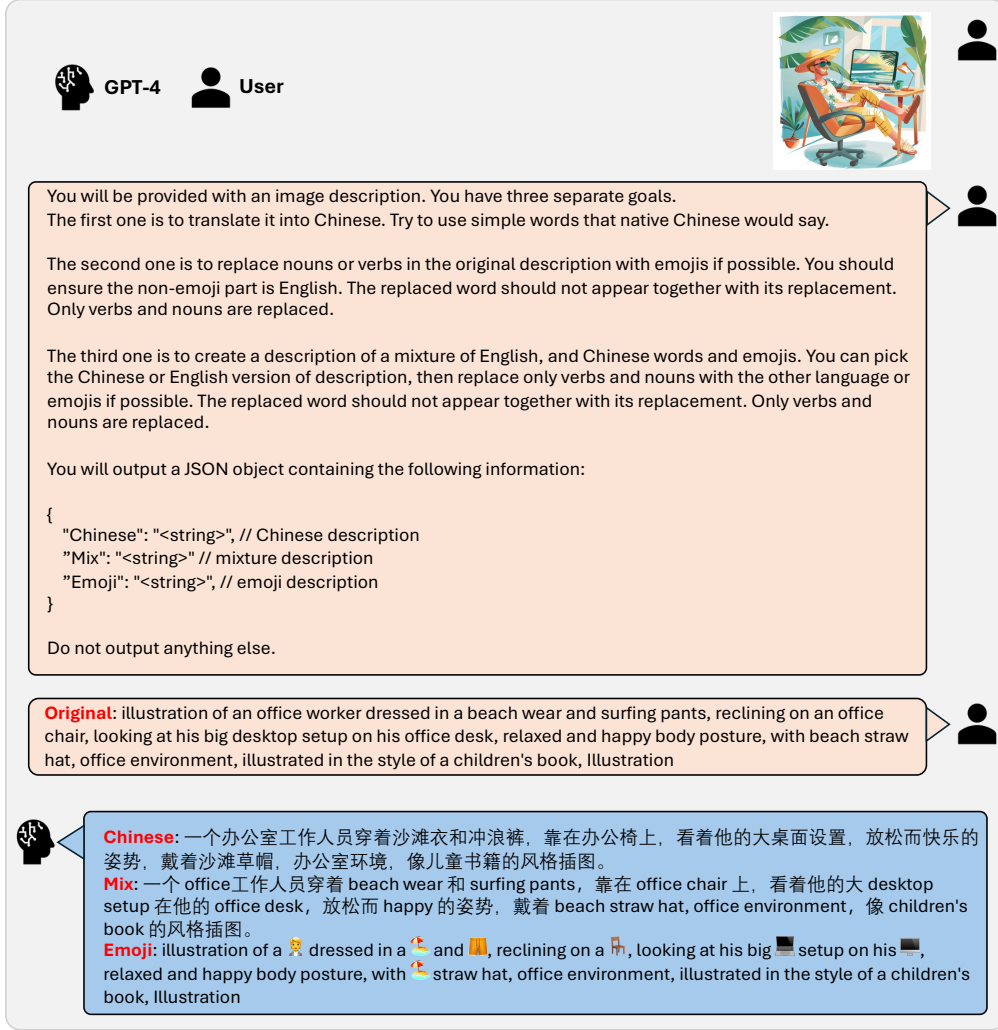 GPT-4
User
You will be provided with an image description. You have three separate goals.
The first one is to translate it into Chinese. Try to use simple words that native Chinese would say.
The second one is to replace nouns or verbs in the original description with emojis if possible. You should
ensure the non-emoji part is English. The replaced word should not appear together with its replacement.
Only verbs and nouns are replaced.
The third one is to create a description of a mixture of English, and Chinese words and emojis. You can pick
the Chinese or English version of description, then replace only verbs and nouns with the other language or
emojis if possible. The replaced word should not appear together with its replacement. Only verbs and
nouns are replaced.
You will output a JSON object containing the following information:
{
"Chinese": "<string>", // Chinese description
”Mix": "<string>" // mixture description
”Emoji": "<string>", // emoji description
}
Do not output anything else.
Original: illustration of an office worker dressed in a beach wear and surfing pants, reclining on an office
chair, looking at his big desktop setup on his office desk, relaxed and happy body posture, with beach straw
hat, office environment, illustrated in the style of a children's book, Illustration
Chinese: 一个办公室工作人员穿着沙滩衣和冲浪裤，靠在办公椅上，看着他的大桌面设置，放松而快乐的
姿势，戴着沙滩草帽，办公室环境，像儿童书籍的风格插图。
Mix: 一个 office工作人员穿着 beach wear 和 surfing pants，靠在 office chair 上，看着他的大 desktop
setup 在他的 office desk，放松而 happy 的姿势，戴着 beach straw hat, office environment，像 children's
book 的风格插图。
Emoji: illustration of a 🧑‍💼 dressed in a 🏖️ and 🩳, reclining on a 🪑, looking at his big 💻 setup on his 🖥️,
relaxed and happy body posture, with 🏖️ straw hat, office environment, illustrated in the style of a children's
book, Illustration